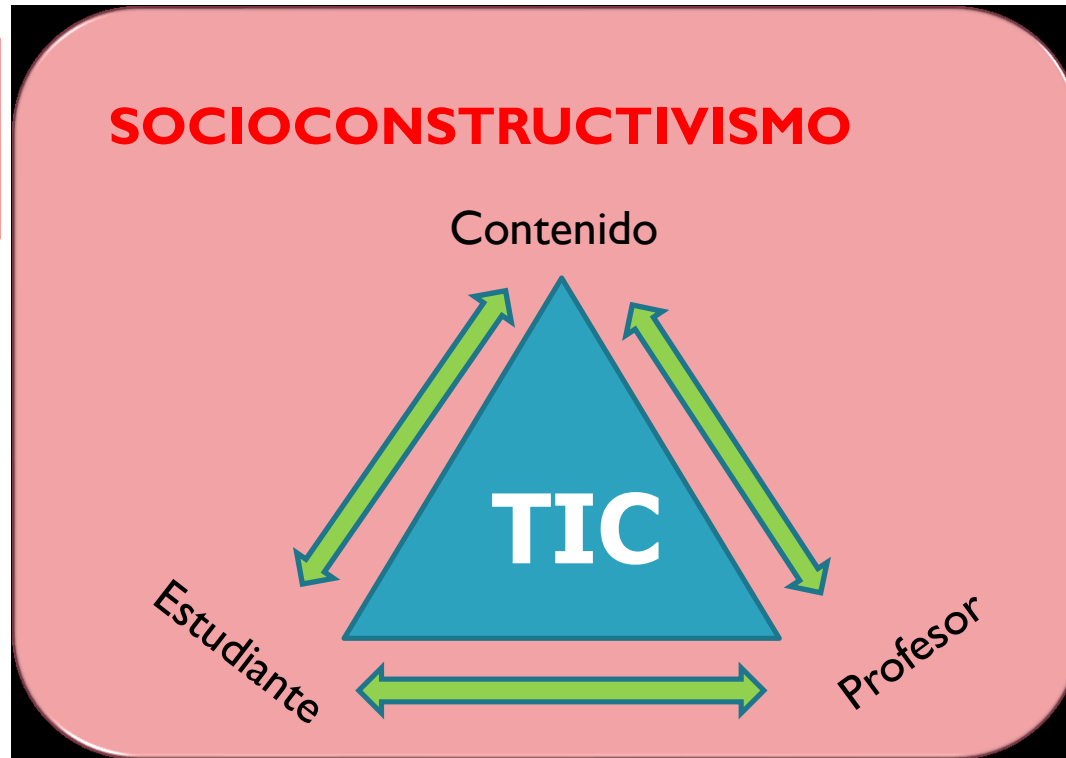 SOCIOCONSTRUCTIVISMO
Contenido
TIC
Estudiante
Profesor